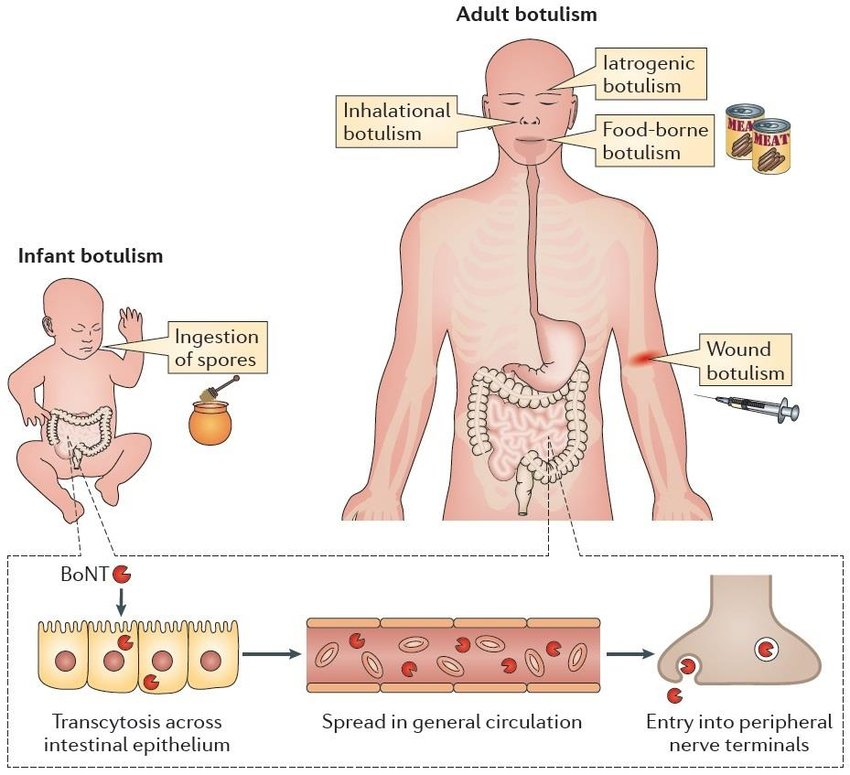 Adult botulism
Iatrogenic
botulism
Inhalational
botulism
Food-borne
botulism
MEAT
MEAT
Infant botulism
Ingestion
of spores
Wound
botulism
BoNT
Transcytosis across
intestinal epithelium
Spread in general circulation
Entry into peripheral
nerve terminals